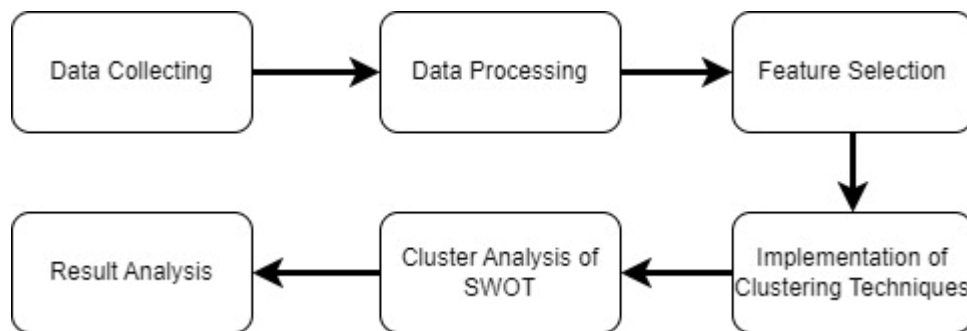 Data Collecting
Data Processing
Feature Selection
Implementation of
Clustering Techniques
Cluster Analysis of
SWOT
Result Analysis